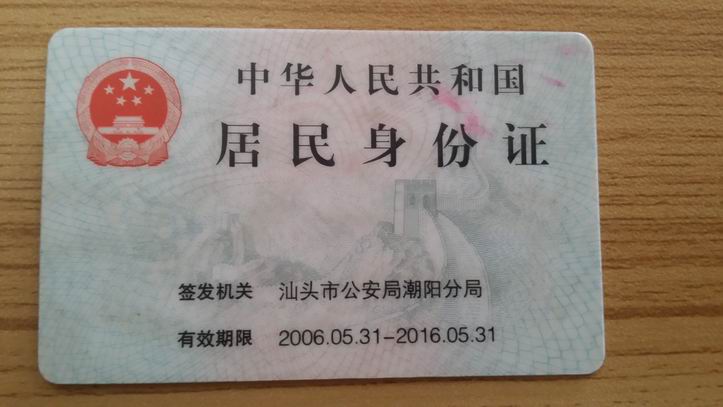 中华人民共和国
居民身份证
签发机关 汕头市公安局潮阳分局
有效期限 2006.05.31-2016.05.31